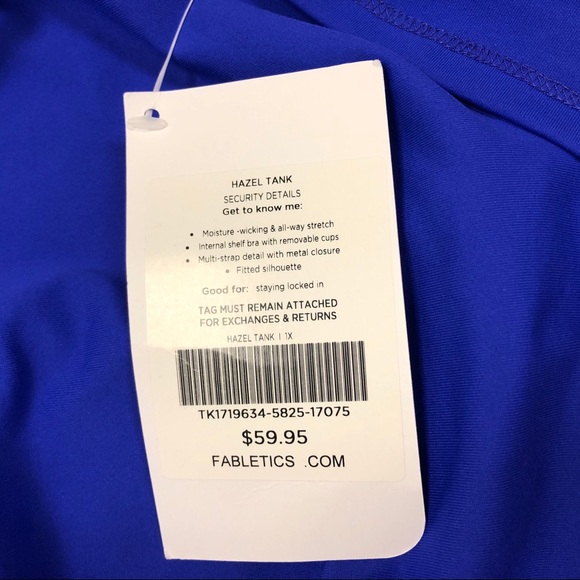 HAZEL TANK
SECURITY DETAILS
Get to know me:
• Moisture -wicking & all-way stretch
• Internal shelf bra with removable cups
• Multi-strap detail with metal closure
• Fitted silhouette
Good for: staying locked in
TAG MUST REMAIN ATTACHED
FOR EXCHANGES & RETURNS
HAZEL TANK | 1X
TK1719634-5825-17075
$59.95
FABLETICS .COM